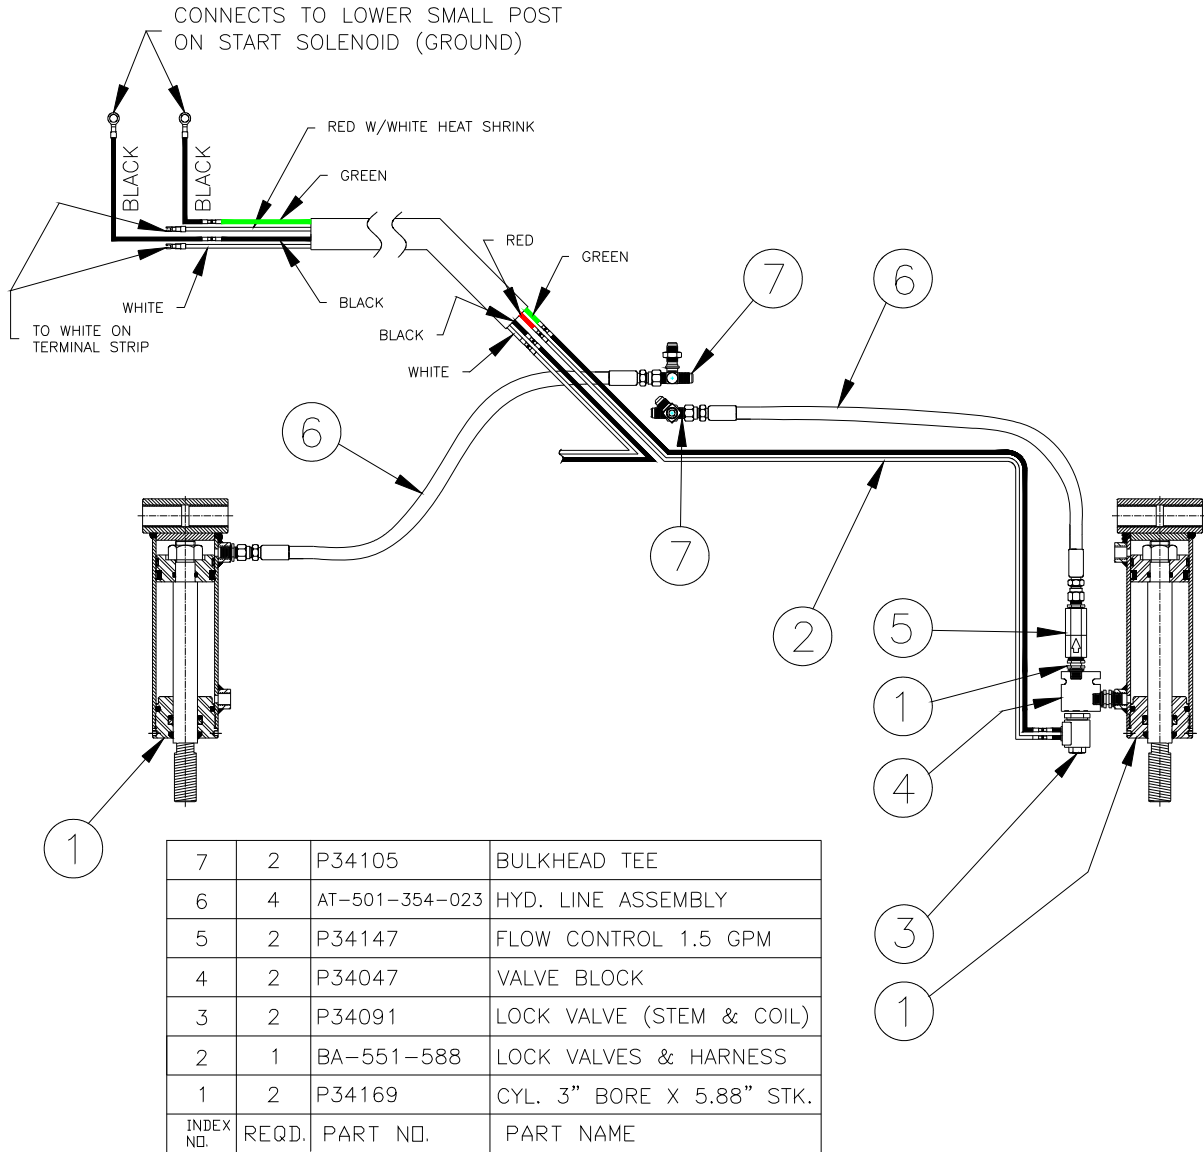 CONNECTS TO LOWER SMALL POST
ON START SOLENOID (GROUND)
RED W/WHITE HEAT SHRINK
BLACK
BLACK
GREEN
RED
GREEN
7
6
WHITE
BLACK
BLACK
TO WHITE ON
TERMINAL STRIP
WHITE
6
7
2
5
1
4
1
3
1
7 2 P34105 BULKHEAD TEE
6 4 AT-501-354-023 HYD. LINE ASSEMBLY
5 2 P34147 FLOW CONTROL 1.5 GPM
4 2 P34047 VALVE BLOCK
3 2 P34091 LOCK VALVE (STEM & COIL)
2 1 BA-551-588 LOCK VALVES & HARNESS
1 2 P34169 CYL. 3" BORE X 5.88" STK.
INDEX NO. REQD. PART NO. PART NAME